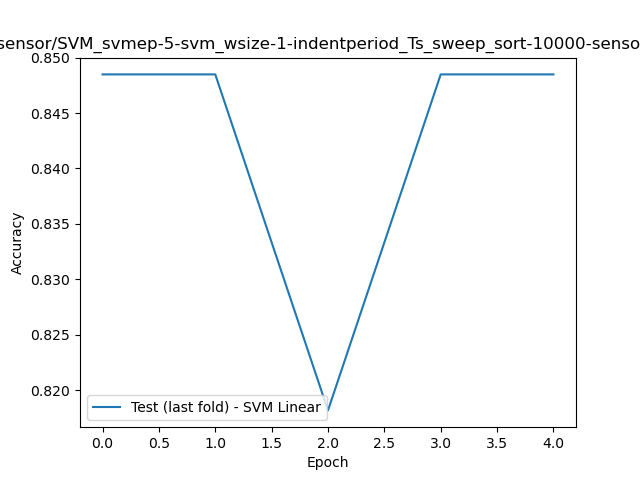 sensor/SVM_svmep-5-svm_wsize-1-indentperiod_Ts_sweep_sort-10000-senso
0.850
0.845
0.840
0.835
0.830
0.825
0.820
Accuracy
Test (last fold) - SVM Linear
0.0 0.5 1.0 1.5 2.0 2.5 3.0 3.5 4.0
Epoch